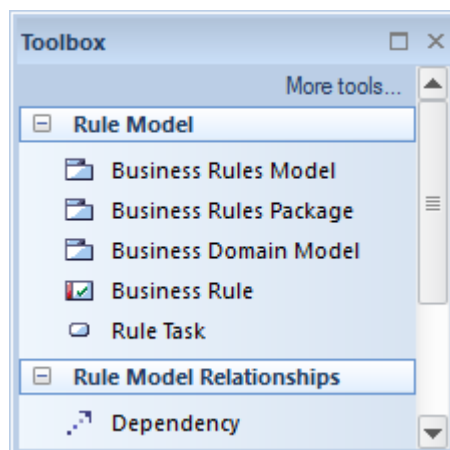 Toolbox
More tools...
Rule Model
Business Rules Model
Business Rules Package
Business Domain Model
Business Rule
Rule Task
Rule Model Relationships
Dependency